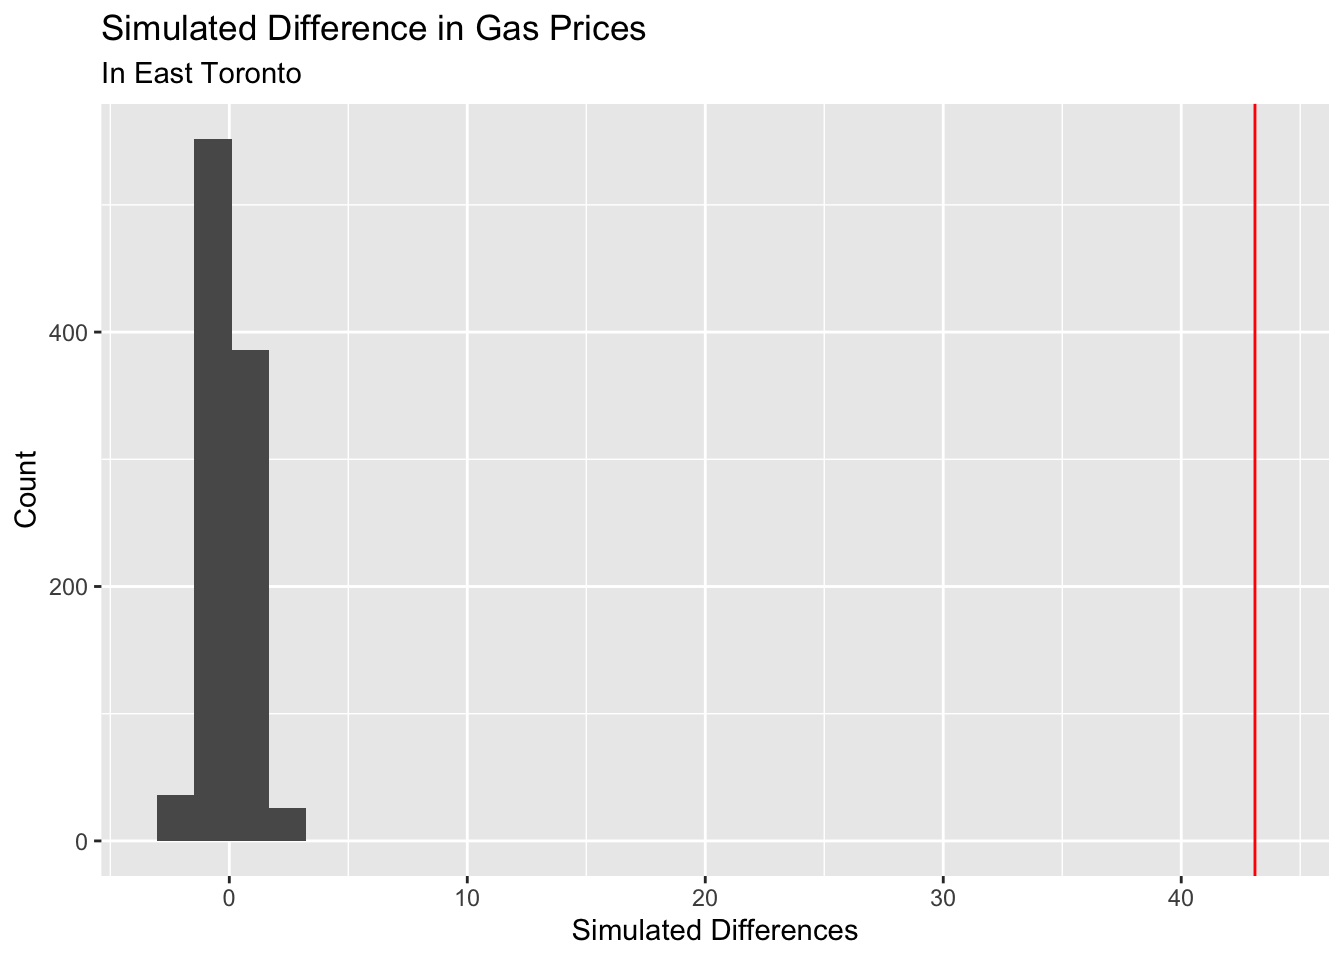 Simulated Difference in Gas Prices
In East Toronto
Count
400
200
0
0 10 20 30 40
Simulated Differences